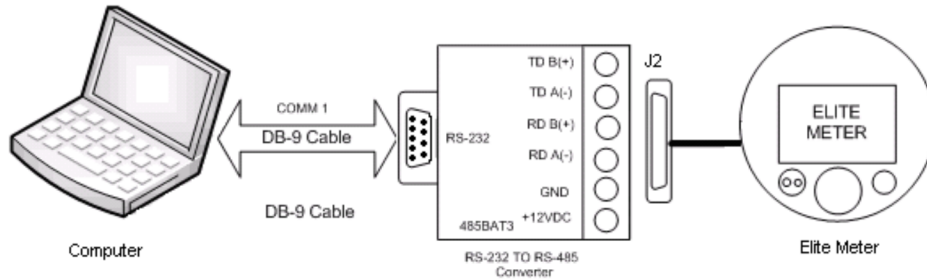 COMM 1
DB-9 Cable
DB-9 Cable
Computer
RS-232
TD B(+)
TD A(-)
RD B(+)
RD A(-)
GND
+12VDC
485BAT3
RS-232 TO RS-485
Converter
J2
ELITE
METER
Elite Meter